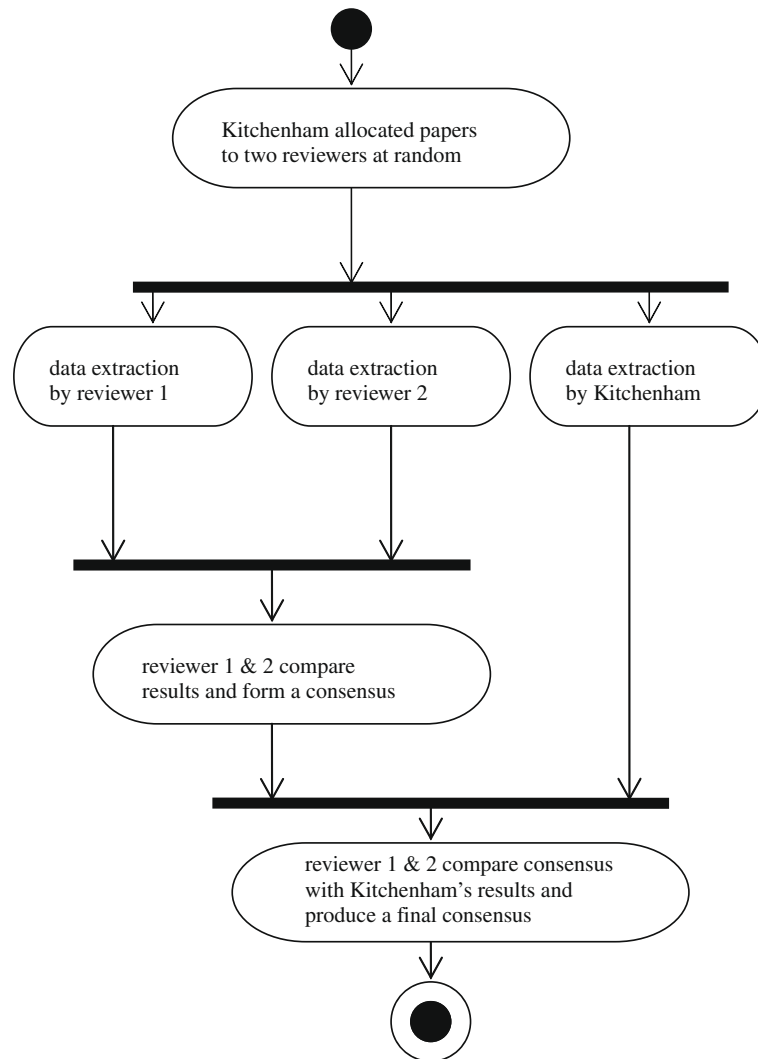 Kitchenham allocated papers
to two reviewers at random
data extraction
by reviewer 1
data extraction
by reviewer 2
data extraction
by Kitchenham
reviewer 1 & 2 compare
results and form a consensus
reviewer 1 & 2 compare consensus
with Kitchenham's results and
produce a final consensus